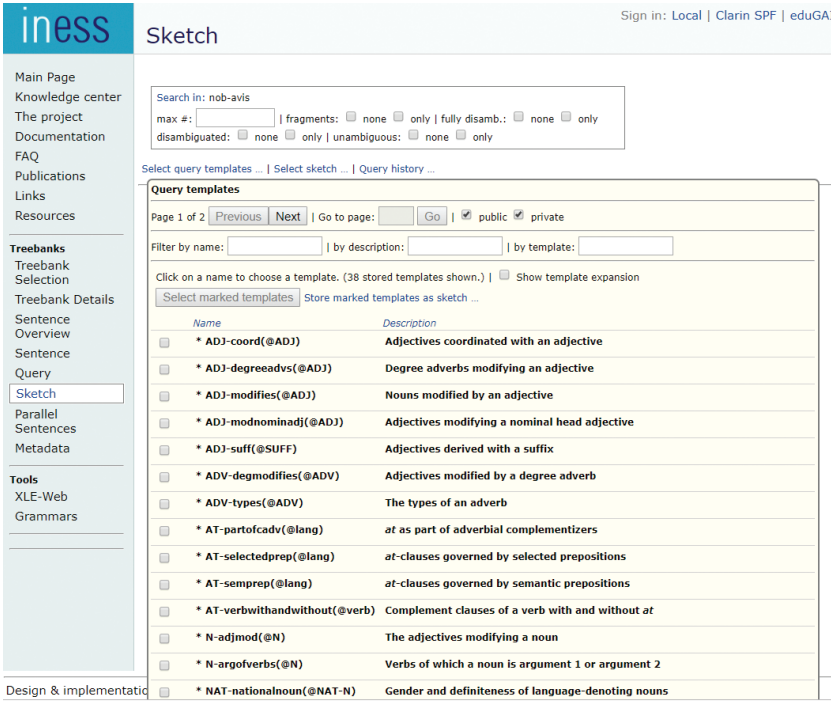 iness
Sketch
Sign in: Local | Clarin SPF | eduGAI
Main Page
Knowledge center
The project
Documentation
FAQ
Publications
Links
Resources
Treebanks
Treebank
Selection
Treebank Details
Sentence
Overview
Sentence
Query
Sketch
Parallel
Sentences
Metadata
Tools
XLE-Web
Grammars
Search in: nob-avis
max #: | fragments: none only | fully disamb.: none only
disambiguated: none only | unambiguous: none only
Select query templates ... | Select sketch ... | Query history ...
Query templates
Page 1 of 2 Previous Next | Go to page: Go | public private
Filter by name: | by description: | by template:
Click on a name to choose a template. (38 stored templates shown.) | Show template expansion
Select marked templates Store marked templates as sketch ...
Name Description
* ADJ-coord(@ADJ) Adjectives coordinated with an adjective
* ADJ-degreeadvs(@ADJ) Degree adverbs modifying an adjective
* ADJ-modifies(@ADJ) Nouns modified by an adjective
* ADJ-modnominadj(@ADJ) Adjectives modifying a nominal head adjective
* ADJ-suff(@SUFF) Adjectives derived with a suffix
* ADV-degmodifies(@ADV) Adjectives modified by a degree adverb
* ADV-types(@ADV) The types of an adverb
* AT-partofcadv(@lang) at as part of adverbial complementizers
* AT-selectedprep(@lang) at-clauses governed by selected prepositions
* AT-semprep(@lang) at-clauses governed by semantic prepositions
* AT-verbwithandwithout(@verb) Complement clauses of a verb with and without at
* N-adjmod(@N) The adjectives modifying a noun
* N-argofverbs(@N) Verbs of which a noun is argument 1 or argument 2
* NAT-nationalnoun(@NAT-N) Gender and definiteness of language-denoting nouns
Design & implementatic